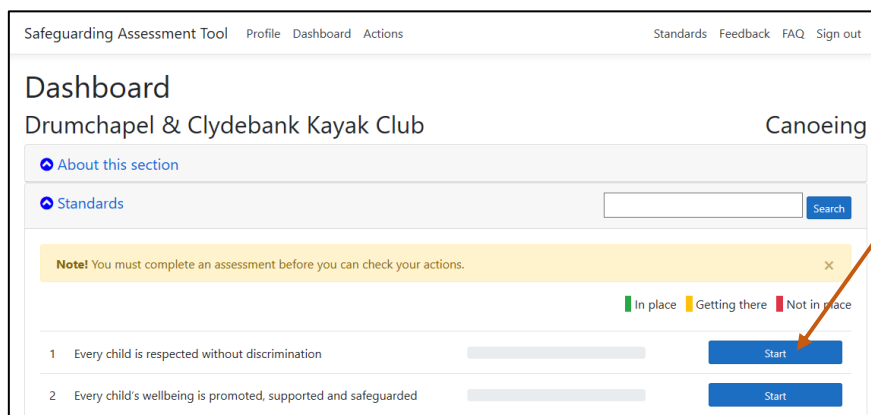 Safeguarding Assessment Tool Profile Dashboard Actions Standards Feedback FAQ Sign out
Dashboard
Drumchapel & Clydebank Kayak Club Canoeing
About this section
Standards Search
Note! You must complete an assessment before you can check your actions. ×
In place Getting there Not in place
1 Every child is respected without discrimination Start
2 Every child’s wellbeing is promoted, supported and safeguarded Start